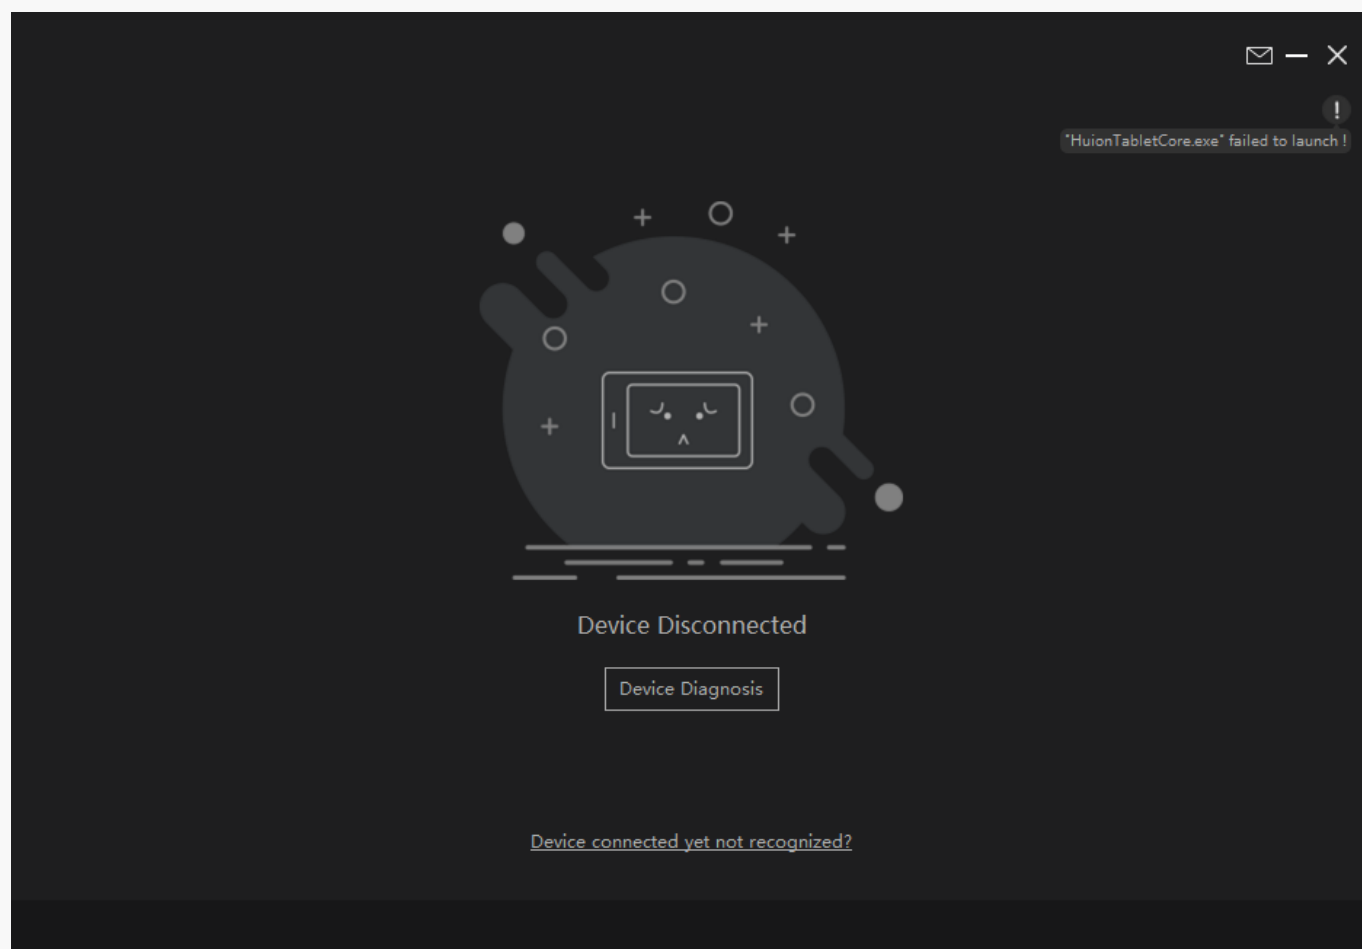 !
"HuionTabletCore.exe" failed to launch !
Device Disconnected
Device Diagnosis
Device connected yet not recognized?